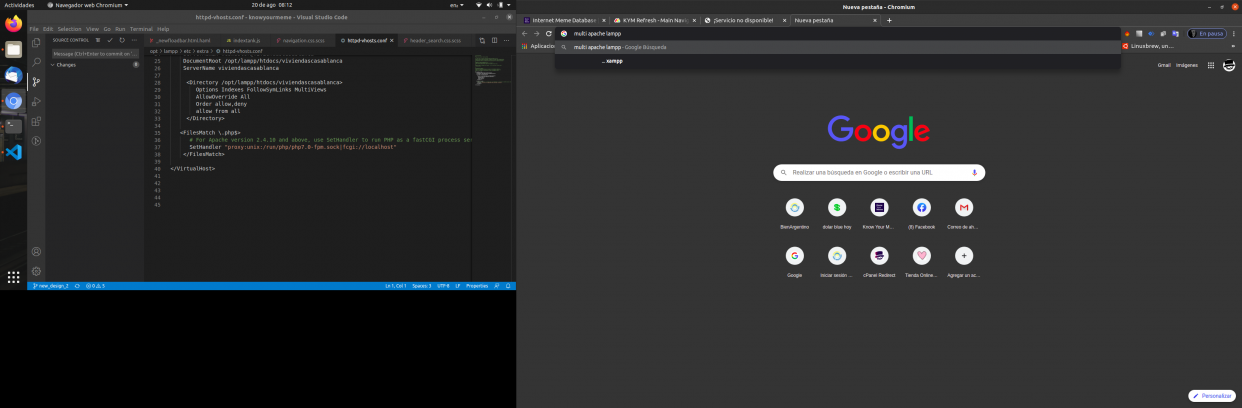 Actividades
Navegador web Chromium
20 de ago 08:12
httpd-vhosts.conf - knowyourmeme - Visual Studio Code
File Edit Selection View Go Run Terminal Help
SOURCE CONTROL
_newfloodbar.html.haml
indextank.js
navigation.css.scss
httpd-vhosts.conf
header_search.css.scss
opt > lampp > etc > extra > httpd-vhosts.conf
Message (Ctrl+Enter to commit on '...
Changes
25 DocumentRoot /opt/lampp/htdocs/viviendascasablanca
26 ServerName viviendascasablanca
27
28 <Directory /opt/lampp/htdocs/viviendascasablanca>
29 Options Indexes FollowSymLinks MultiViews
30 AllowOverride All
31 Order allow,deny
32 allow from all
33 </Directory>
34
35 <FilesMatch \.php$>
36 # For Apache version 2.4.10 and above, use SetHandler to run PHP as a fastCGI process ser
37 SetHandler "proxy:unix:/run/php/php7.0-fpm.sock|fcgi://localhost"
38 </FilesMatch>
39
40 </VirtualHost>
41
42
43
44
45
new_design_2
0 5
Ln 1, Col 1 Spaces: 3 UTF-8 LF Properties
Nueva pestaña - Chromium
Internet Meme Database
KYM Refresh - Main Navi
¡Servicio no disponible!
Nueva pestaña
multi apache lampp
En pausa
Aplicacio
multi apache lampp - Google Búsqueda
... xampp
Linuxbrew, un...
Gmail Imágenes
Google
Realizar una búsqueda en Google o escribir una URL
BienArgentino
dolar blue hoy
Know Your M...
(8) Facebook
Correo de ah...
Google
Iniciar sesión ...
cPanel Redirect
Tienda Online...
Agregar un ac...
Personalizar